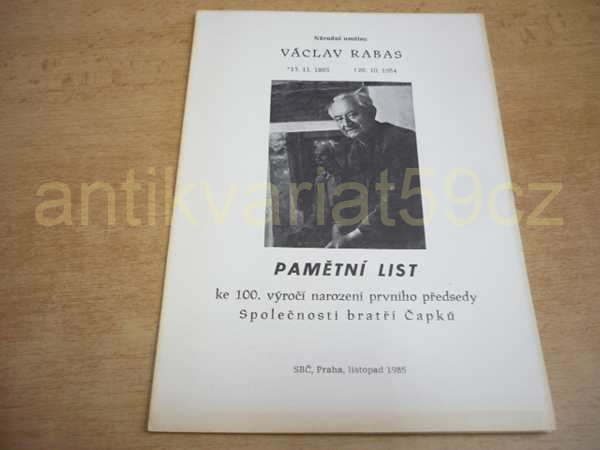 Národní umělec
VÁCLAV RABAS
*13. 11. 1885 †26. 10. 1954
antikvariat59cz
PAMĚTNÍ LIST
ke 100. výročí narození prvního předsedy
Společnosti bratří Čapků
SBČ, Praha, listopad 1985